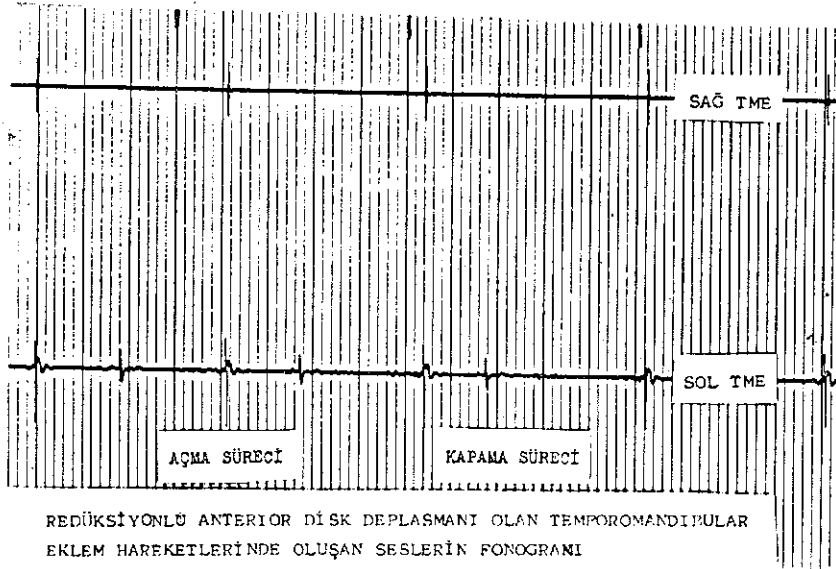 SAĞ TME
SOL TME
AÇMA SÜRECİ
KAPAMA SÜRECİ
REDÜKSİYONLU ANTERIOR DİSK DEPLASMANI OLAN TEMPOROMANDIBULAR
EKLEM HAREKETLERİNDE OLUŞAN SESLERİN FONOGRAMI